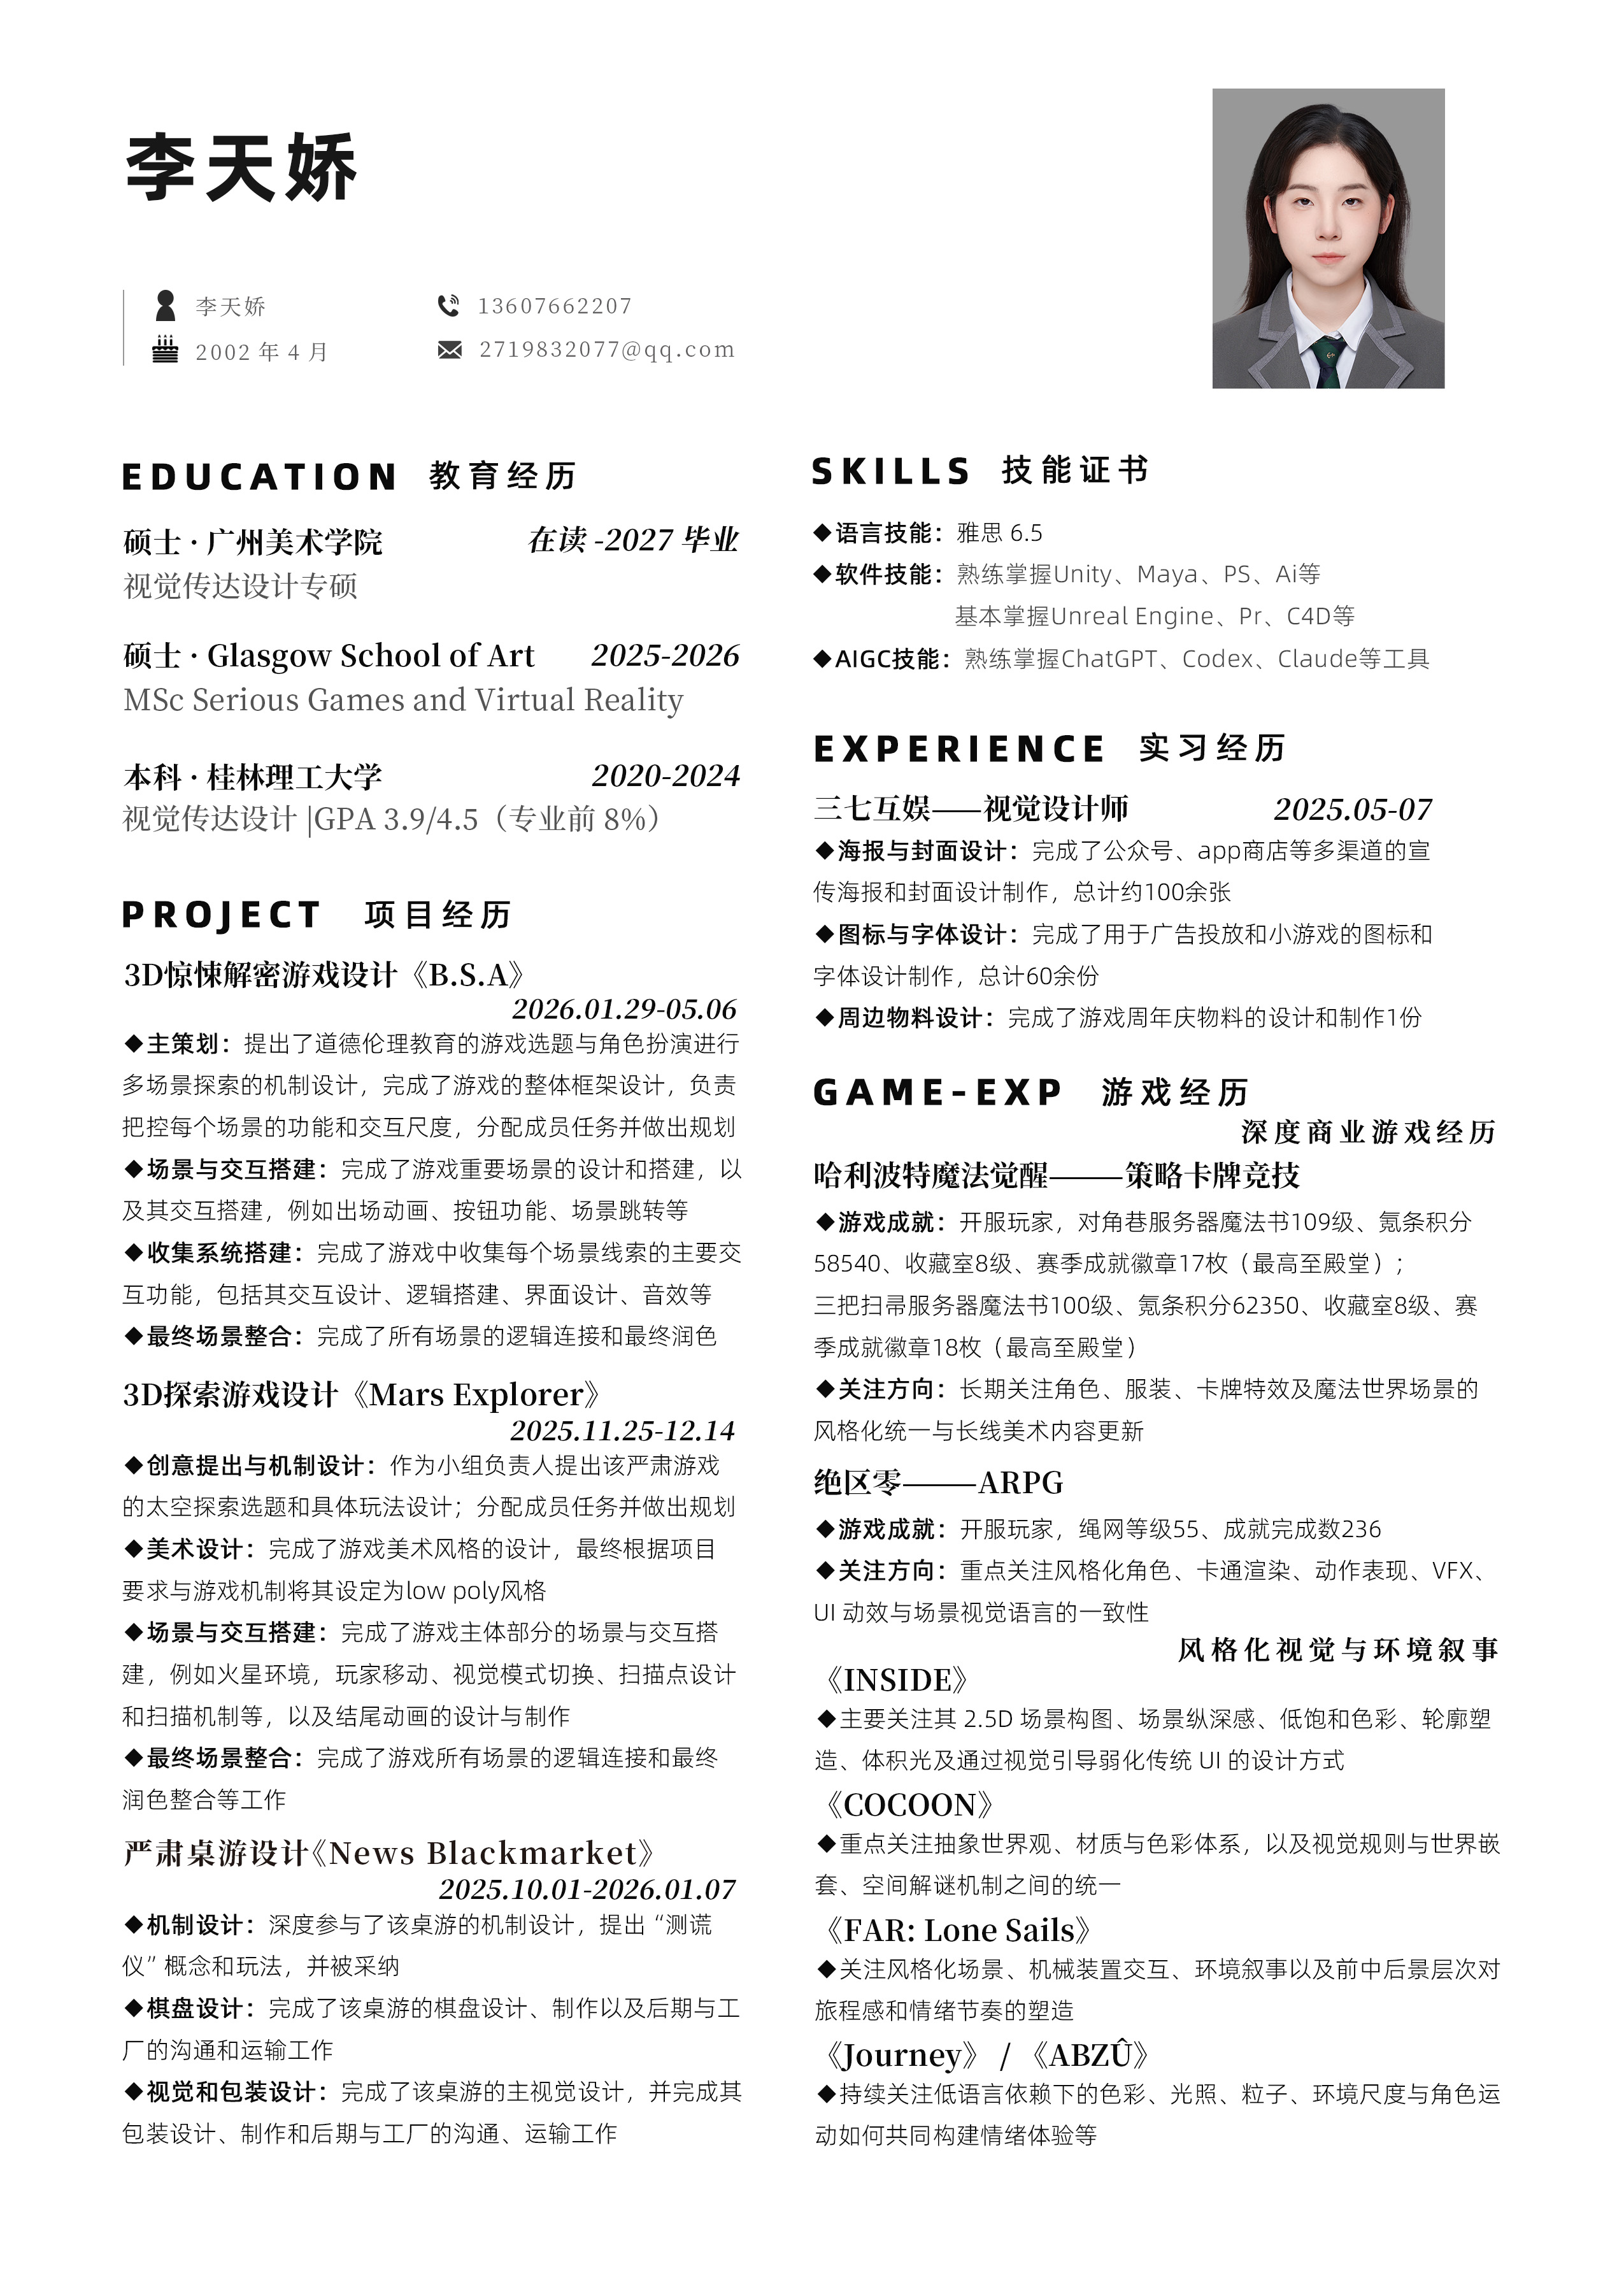 李天娇
李天娇
13607662207
2002 年 4 月
2719832077@qq.com
EDUCATION 教育经历
硕士 · 广州美术学院 在读 -2027 毕业
视觉传达设计专硕
硕士 · Glasgow School of Art 2025-2026
MSc Serious Games and Virtual Reality
本科 · 桂林理工大学 2020-2024
视觉传达设计 |GPA 3.9/4.5（专业前 8%）
PROJECT 项目经历
3D惊悚解密游戏设计《B.S.A》
2026.01.29-05.06
◆主策划：提出了道德伦理教育的游戏选题与角色扮演进行
多场景探索的机制设计，完成了游戏的整体框架设计，负责
把控每个场景的功能和交互尺度，分配成员任务并做出规划
◆场景与交互搭建：完成了游戏重要场景的设计和搭建，以
及其交互搭建，例如出场动画、按钮功能、场景跳转等
◆收集系统搭建：完成了游戏中收集每个场景线索的主要交
互功能，包括其交互设计、逻辑搭建、界面设计、音效等
◆最终场景整合：完成了所有场景的逻辑连接和最终润色
3D探索游戏设计《Mars Explorer》
2025.11.25-12.14
◆创意提出与机制设计：作为小组负责人提出该严肃游戏
的太空探索选题和具体玩法设计；分配成员任务并做出规划
◆美术设计：完成了游戏美术风格的设计，最终根据项目
要求与游戏机制将其设定为low poly风格
◆场景与交互搭建：完成了游戏主体部分的场景与交互搭
建，例如火星环境，玩家移动、视觉模式切换、扫描点设计
和扫描机制等，以及结尾动画的设计与制作
◆最终场景整合：完成了游戏所有场景的逻辑连接和最终
润色整合等工作
严肃桌游设计《News Blackmarket》
2025.10.01-2026.01.07
◆机制设计：深度参与了该桌游的机制设计，提出“测谎
仪”概念和玩法，并被采纳
◆棋盘设计：完成了该桌游的棋盘设计、制作以及后期与工
厂的沟通和运输工作
◆视觉和包装设计：完成了该桌游的主视觉设计，并完成其
包装设计、制作和后期与工厂的沟通、运输工作
SKILLS 技能证书
◆语言技能：雅思 6.5
◆软件技能：熟练掌握Unity、Maya、PS、Ai等
基本掌握Unreal Engine、Pr、C4D等
◆AIGC技能：熟练掌握ChatGPT、Codex、Claude等工具
EXPERIENCE 实习经历
三七互娱——视觉设计师 2025.05-07
◆海报与封面设计：完成了公众号、app商店等多渠道的宣
传海报和封面设计制作，总计约100余张
◆图标与字体设计：完成了用于广告投放和小游戏的图标和
字体设计制作，总计60余份
◆周边物料设计：完成了游戏周年庆物料的设计和制作1份
GAME-EXP 游戏经历
深度商业游戏经历
哈利波特魔法觉醒———策略卡牌竞技
◆游戏成就：开服玩家，对角巷服务器魔法书109级、氪条积分
58540、收藏室8级、赛季成就徽章17枚（最高至殿堂）；
三把扫帚服务器魔法书100级、氪条积分62350、收藏室8级、赛
季成就徽章18枚（最高至殿堂）
◆关注方向：长期关注角色、服装、卡牌特效及魔法世界场景的
风格化统一与长线美术内容更新
绝区零———ARPG
◆游戏成就：开服玩家，绳网等级55、成就完成数236
◆关注方向：重点关注风格化角色、卡通渲染、动作表现、VFX、
UI 动效与场景视觉语言的一致性
风格化视觉与环境叙事
《INSIDE》
◆主要关注其 2.5D 场景构图、场景纵深感、低饱和色彩、轮廓塑
造、体积光及通过视觉引导弱化传统 UI 的设计方式
《COCOON》
◆重点关注抽象世界观、材质与色彩体系，以及视觉规则与世界嵌
套、空间解谜机制之间的统一
《FAR: Lone Sails》
◆关注风格化场景、机械装置交互、环境叙事以及前中后景层次对
旅程感和情绪节奏的塑造
《Journey》 / 《ABZÛ》
◆持续关注低语言依赖下的色彩、光照、粒子、环境尺度与角色运
动如何共同构建情绪体验等